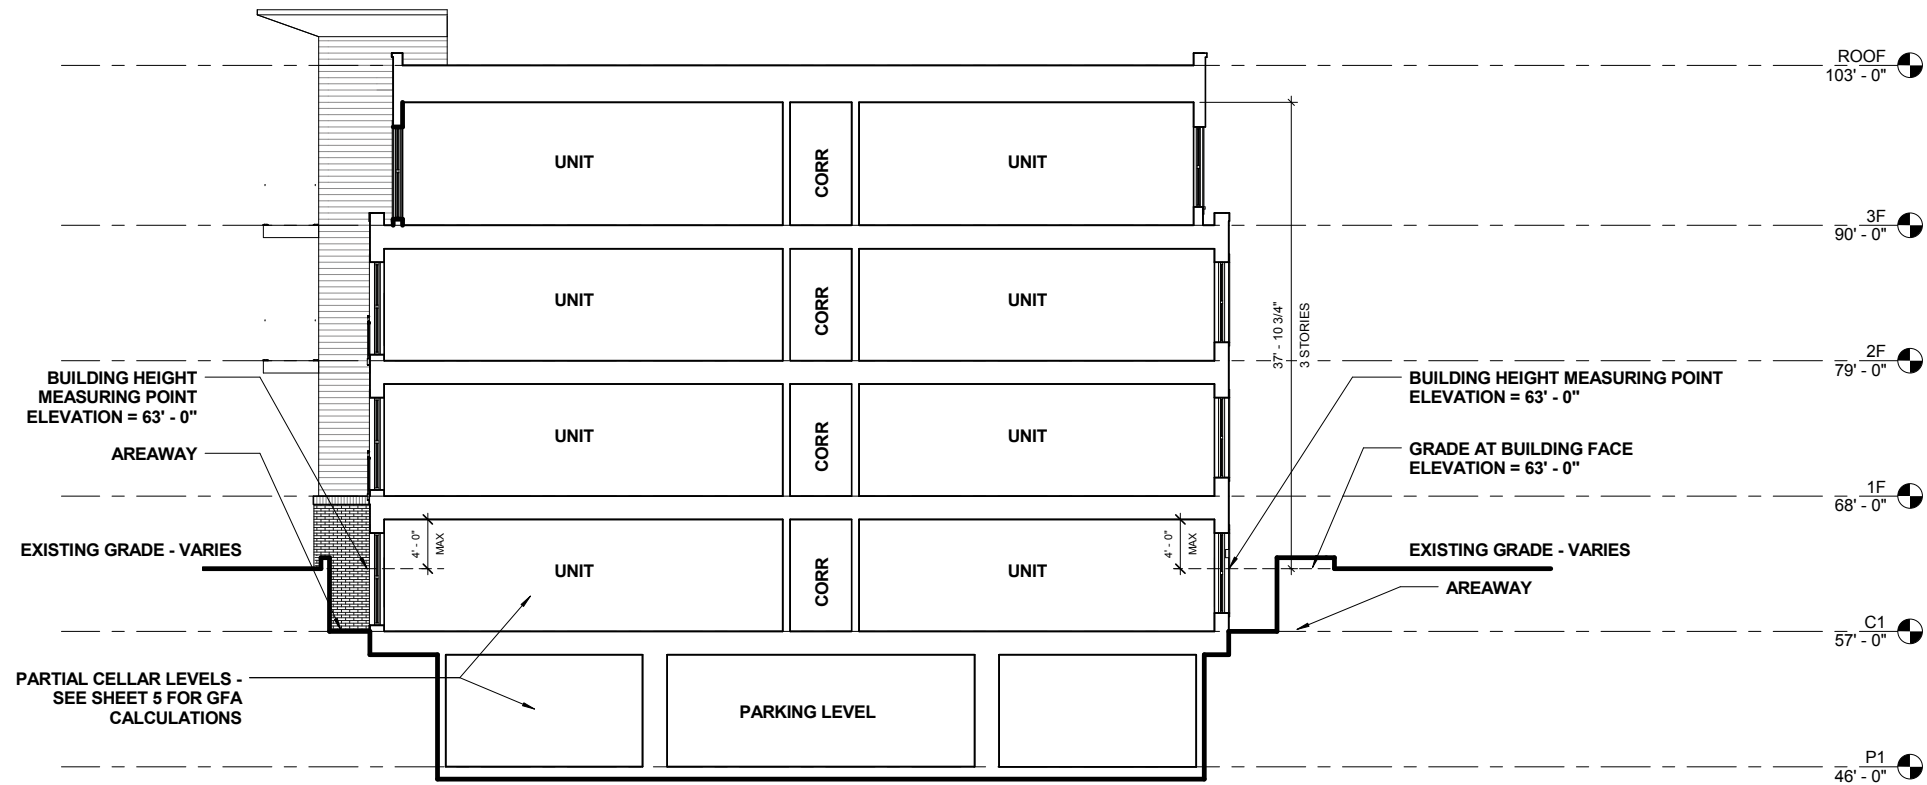 ROOF
103' - 0"
UNIT
CORR
UNIT
3F
90' - 0"
UNIT
CORR
UNIT
37' - 10 3/4"
3 STORIES
2F
79' - 0"
BUILDING HEIGHT
MEASURING POINT
ELEVATION = 63' - 0"
BUILDING HEIGHT MEASURING POINT
ELEVATION = 63' - 0"
AREAWAY
UNIT
CORR
UNIT
GRADE AT BUILDING FACE
ELEVATION = 63' - 0"
1F
68' - 0"
EXISTING GRADE - VARIES
4' - 0"
MAX
UNIT
CORR
UNIT
4' - 0"
MAX
EXISTING GRADE - VARIES
AREAWAY
C1
57' - 0"
PARTIAL CELLAR LEVELS -
SEE SHEET 5 FOR GFA
CALCULATIONS
PARKING LEVEL
P1
46' - 0"